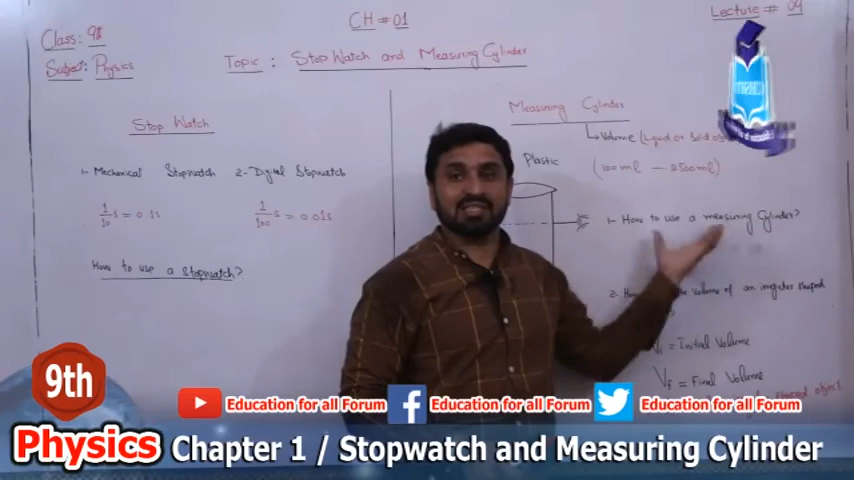 CH # 01
Lecture # 09
Class: 9th
Subject: Physics
Topic : Stop Watch and Measuring Cylinder
Stop Watch
1- Mechanical Stopwatch 2- Digital Stopwatch
1/10 s = 0.1s 1/100 s = 0.01s
How to use a Stopwatch?
Measuring Cylinder
Volume (Liquid or Solid
Plastic
(100 ml — 2500 ml)
1- How to use a measuring Cylinder?
2. volume of an irregular shaped
Vi = Initial Volume
Vf = Final Volume
object
9th
Education for all Forum
Education for all Forum
Education for all Forum
Physics Chapter 1 / Stopwatch and Measuring Cylinder